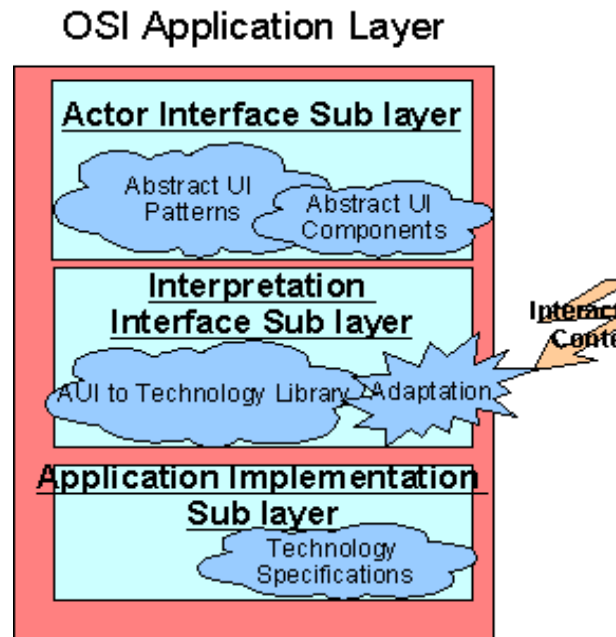 OSI Application Layer
Actor Interface Sub layer
Abstract UI
Patterns
Abstract UI
Components
Interpretation
Interface Sub layer
AUI to Technology Library
Adaptation
Application Implementation
Sub layer
Technology
Specifications